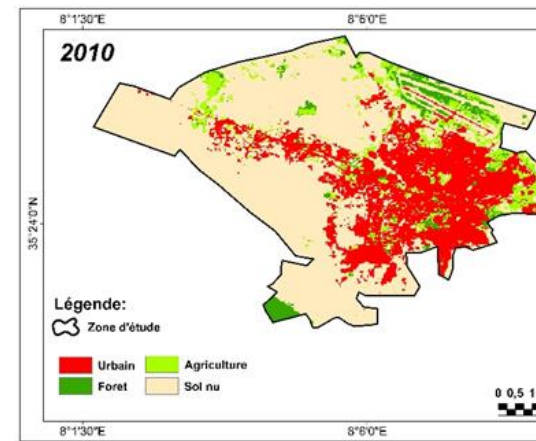 8°1'30"E 8°6'0"E
2010
35°24'0"N
Légende:
Zone d'étude
Urbain Agriculture
Foret Sol nu
0 0,5 1
8°1'30"E 8°6'0"E